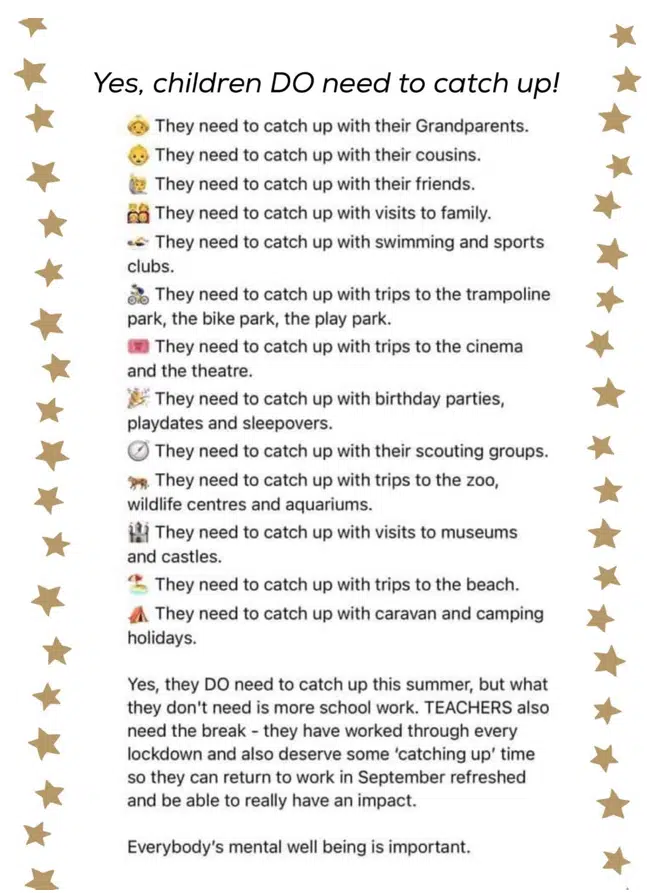 Yes, children DO need to catch up!
👵 They need to catch up with their Grandparents.
👶 They need to catch up with their cousins.
🙋 They need to catch up with their friends.
👭 They need to catch up with visits to family.
🏊 They need to catch up with swimming and sports
clubs.
🚴 They need to catch up with trips to the trampoline
park, the bike park, the play park.
🎟 They need to catch up with trips to the cinema
and the theatre.
🎉 They need to catch up with birthday parties,
playdates and sleepovers.
🧭 They need to catch up with their scouting groups.
🐅 They need to catch up with trips to the zoo,
wildlife centres and aquariums.
🏰 They need to catch up with visits to museums
and castles.
🏖 They need to catch up with trips to the beach.
⛺ They need to catch up with caravan and camping
holidays.
Yes, they DO need to catch up this summer, but what
they don't need is more school work. TEACHERS also
need the break - they have worked through every
lockdown and also deserve some ‘catching up’ time
so they can return to work in September refreshed
and be able to really have an impact.
Everybody’s mental well being is important.